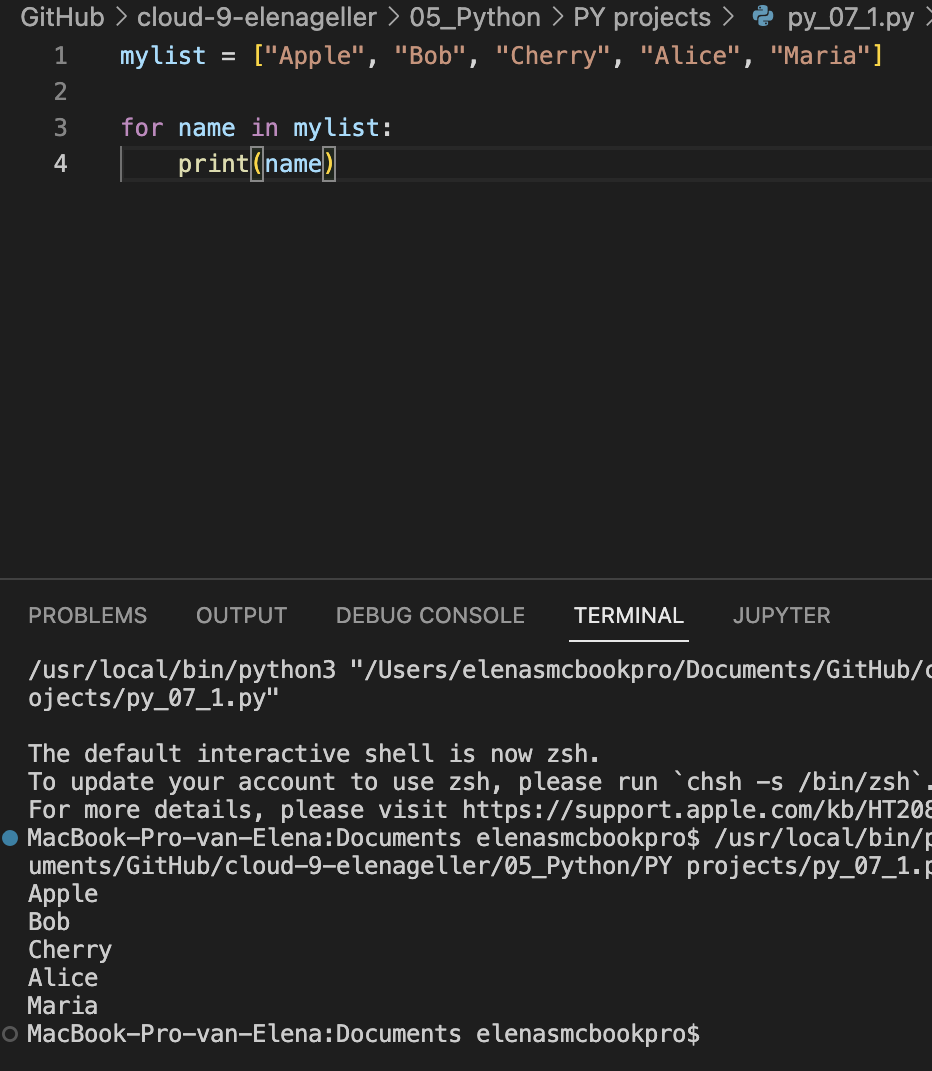 GitHub > cloud-9-elenageller > 05_Python > PY projects > py_07_1.py >
1 mylist = ["Apple", "Bob", "Cherry", "Alice", "Maria"]
2
3 for name in mylist:
4     print(name)
PROBLEMS OUTPUT DEBUG CONSOLE TERMINAL JUPYTER
/usr/local/bin/python3 "/Users/elenasmcbookpro/Documents/GitHub/c
ojects/py_07_1.py"
The default interactive shell is now zsh.
To update your account to use zsh, please run `chsh -s /bin/zsh`.
For more details, please visit https://support.apple.com/kb/HT208
MacBook-Pro-van-Elena:Documents elenasmcbookpro$ /usr/local/bin/p
uments/GitHub/cloud-9-elenageller/05_Python/PY projects/py_07_1.p
Apple
Bob
Cherry
Alice
Maria
MacBook-Pro-van-Elena:Documents elenasmcbookpro$